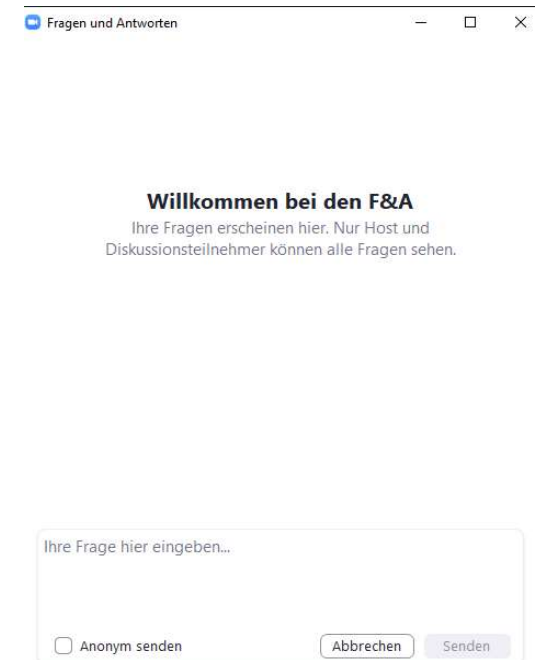 Fragen und Antworten
Willkommen bei den F&A
Ihre Fragen erscheinen hier. Nur Host und
Diskussionsteilnehmer können alle Fragen sehen.
Ihre Frage hier eingeben...
Anonym senden Abbrechen Senden